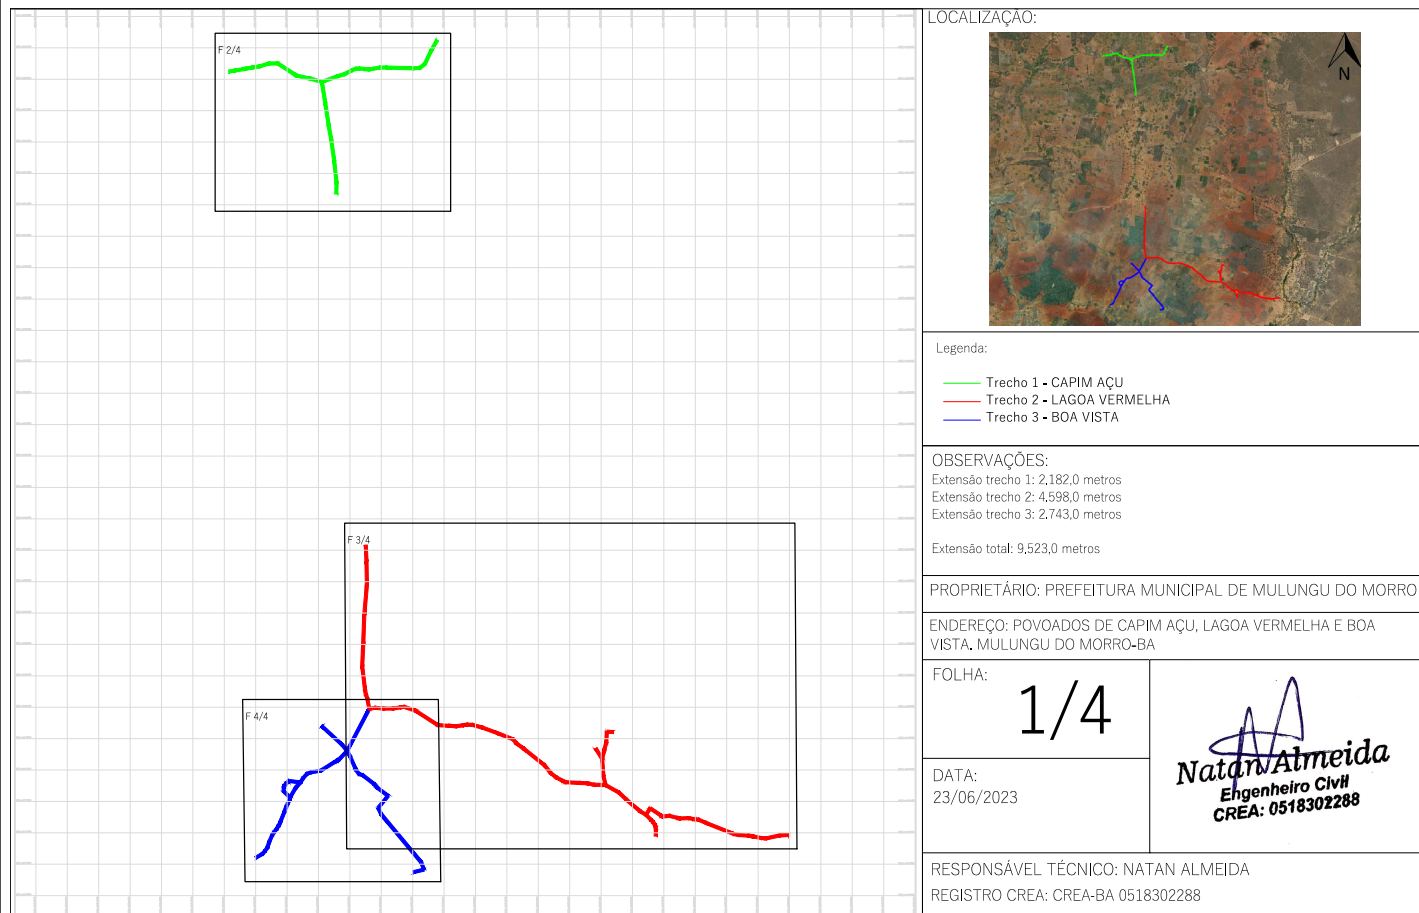 F 2/4
F 3/4
F 4/4
LOCALIZAÇÃO:
N
Legenda:
Trecho 1 - CAPIM AÇU
Trecho 2 - LAGOA VERMELHA
Trecho 3 - BOA VISTA
OBSERVAÇÕES:
Extensão trecho 1: 2.182,0 metros
Extensão trecho 2: 4.598,0 metros
Extensão trecho 3: 2.743,0 metros
Extensão total: 9.523,0 metros
PROPRIETÁRIO: PREFEITURA MUNICIPAL DE MULUNGU DO MORRO
ENDEREÇO: POVOADOS DE CAPIM AÇU, LAGOA VERMELHA E BOA
VISTA. MULUNGU DO MORRO-BA
FOLHA:
1/4
DATA:
23/06/2023
Natan Almeida
Engenheiro Civil
CREA: 0518302288
RESPONSÁVEL TÉCNICO: NATAN ALMEIDA
REGISTRO CREA: CREA-BA 0518302288